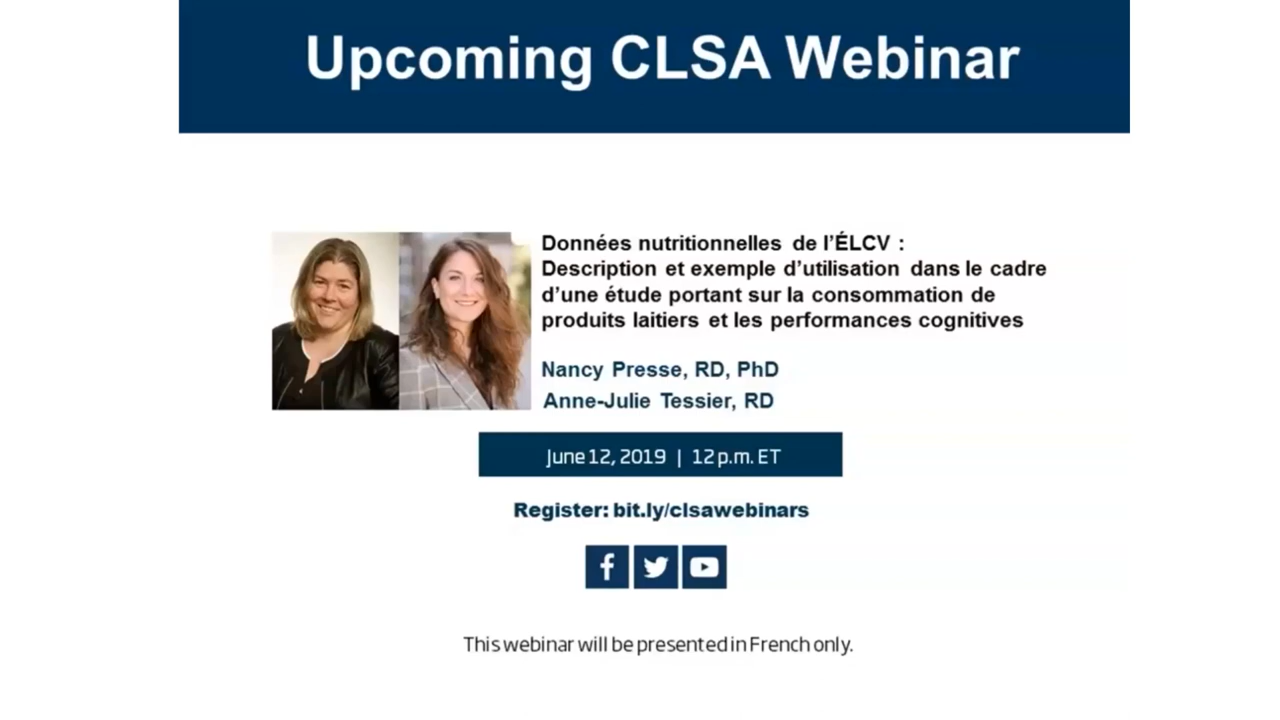 Upcoming CLSA Webinar
Données nutritionnelles de l’ÉLCV :
Description et exemple d’utilisation dans le cadre
d’une étude portant sur la consommation de
produits laitiers et les performances cognitives
Nancy Presse, RD, PhD
Anne-Julie Tessier, RD
June 12, 2019 | 12 p.m. ET
Register: bit.ly/clsawebinars
This webinar will be presented in French only.